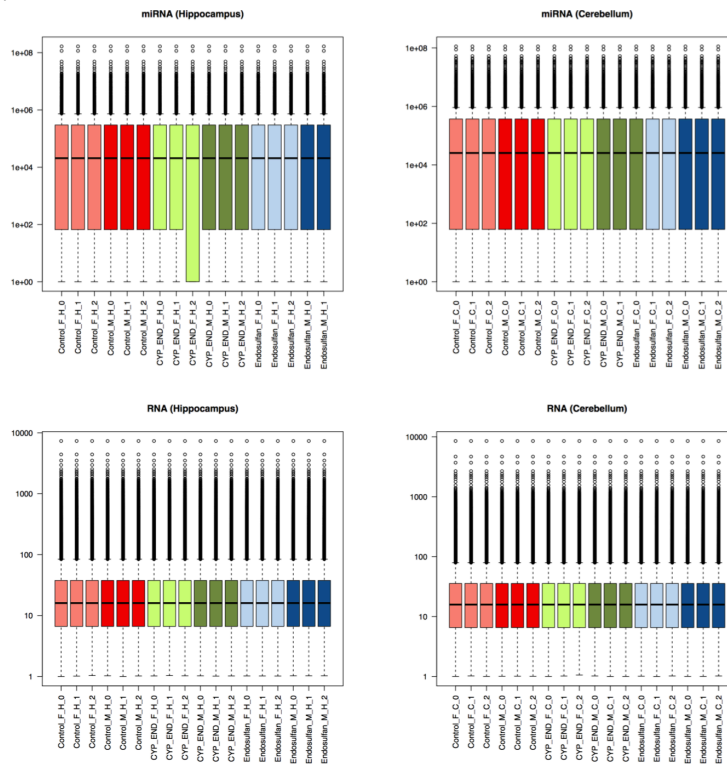 miRNA (Hippocampus)
1e+08
1e+06
1e+04
1e+02
1e+00
Control_F_H_0
Control_F_H_1
Control_F_H_2
Control_M_H_0
Control_M_H_1
Control_M_H_2
CYP_END_F_H_0
CYP_END_F_H_1
CYP_END_F_H_2
CYP_END_M_H_0
CYP_END_M_H_1
CYP_END_M_H_2
Endosulfan_F_H_0
Endosulfan_F_H_1
Endosulfan_F_H_2
Endosulfan_M_H_0
Endosulfan_M_H_1
miRNA (Cerebellum)
1e+08
1e+06
1e+04
1e+02
1e+00
Control_F_C_0
Control_F_C_1
Control_F_C_2
Control_M_C_0
Control_M_C_1
Control_M_C_2
CYP_END_F_C_0
CYP_END_F_C_1
CYP_END_F_C_2
CYP_END_M_C_0
CYP_END_M_C_1
CYP_END_M_C_2
Endosulfan_F_C_0
Endosulfan_F_C_1
Endosulfan_F_C_2
Endosulfan_M_C_0
Endosulfan_M_C_1
Endosulfan_M_C_2
RNA (Hippocampus)
10000
1000
100
10
1
Control_F_H_0
Control_F_H_1
Control_F_H_2
Control_M_H_0
Control_M_H_1
Control_M_H_2
CYP_END_F_H_0
CYP_END_F_H_1
CYP_END_F_H_2
CYP_END_M_H_0
CYP_END_M_H_1
CYP_END_M_H_2
Endosulfan_F_H_0
Endosulfan_F_H_1
Endosulfan_F_H_2
Endosulfan_M_H_0
Endosulfan_M_H_1
Endosulfan_M_H_2
RNA (Cerebellum)
10000
1000
100
10
1
Control_F_C_0
Control_F_C_1
Control_F_C_2
Control_M_C_0
Control_M_C_1
Control_M_C_2
CYP_END_F_C_0
CYP_END_F_C_1
CYP_END_F_C_2
CYP_END_M_C_0
CYP_END_M_C_1
CYP_END_M_C_2
Endosulfan_F_C_0
Endosulfan_F_C_1
Endosulfan_F_C_2
Endosulfan_M_C_0
Endosulfan_M_C_1
Endosulfan_M_C_2